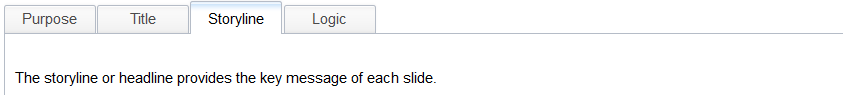 Purpose Title Storyline Logic
The storyline or headline provides the key message of each slide.